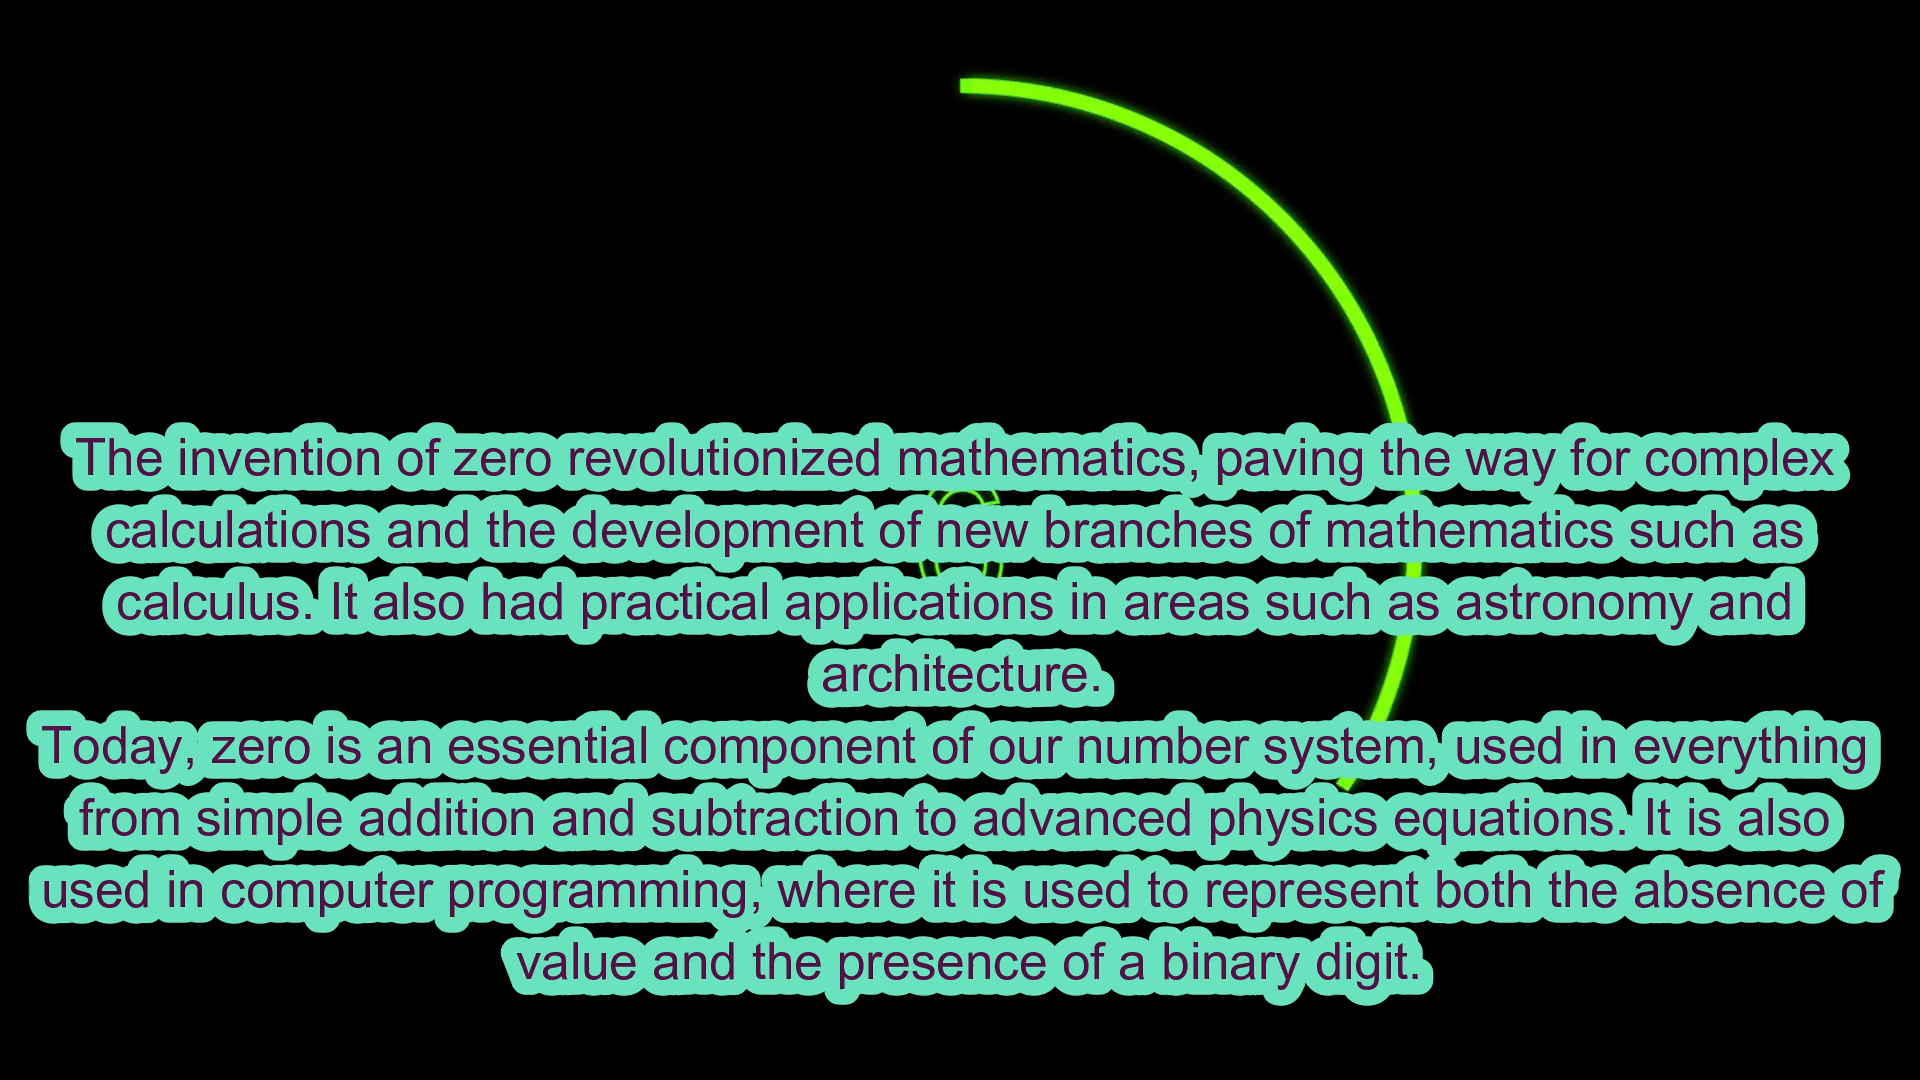 The invention of zero revolutionized mathematics, paving the way for complex
calculations and the development of new branches of mathematics such as
calculus. It also had practical applications in areas such as astronomy and
architecture.
Today, zero is an essential component of our number system, used in everything
from simple addition and subtraction to advanced physics equations. It is also
used in computer programming, where it is used to represent both the absence of
value and the presence of a binary digit.